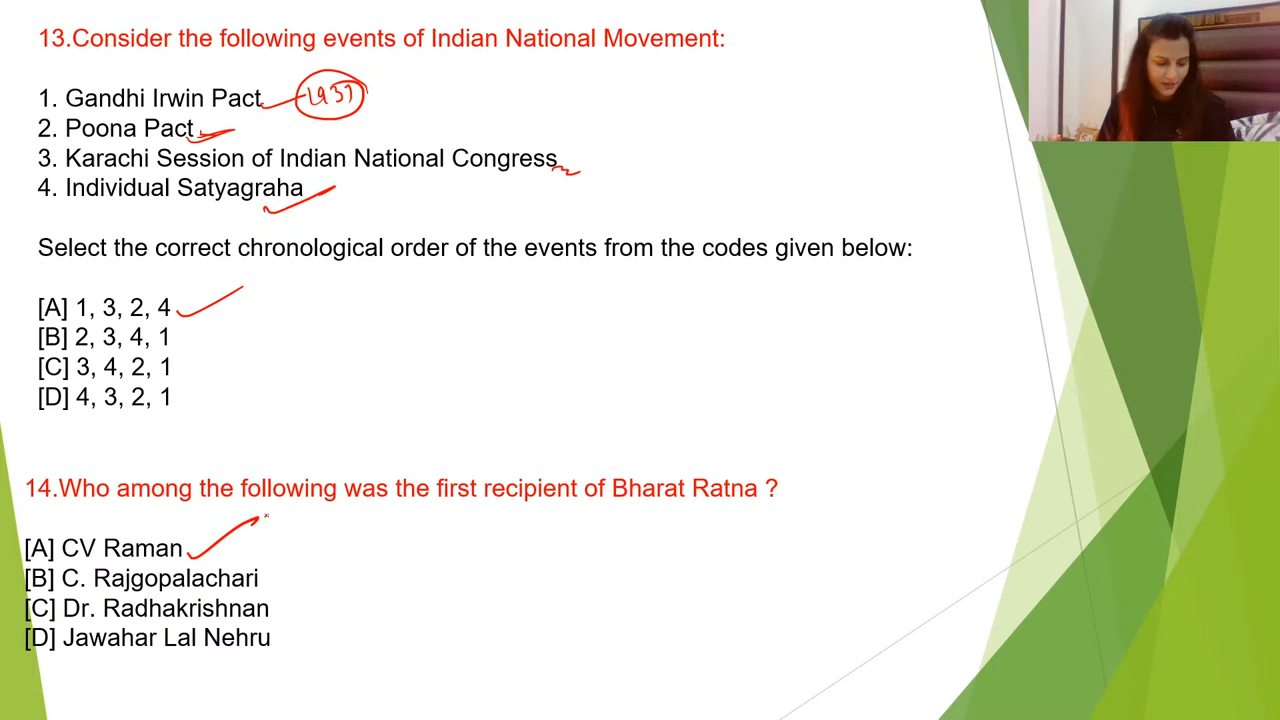 13.Consider the following events of Indian National Movement:
1. Gandhi Irwin Pact 1931
2. Poona Pact
3. Karachi Session of Indian National Congress
4. Individual Satyagraha
Select the correct chronological order of the events from the codes given below:
[A] 1, 3, 2, 4
[B] 2, 3, 4, 1
[C] 3, 4, 2, 1
[D] 4, 3, 2, 1
14.Who among the following was the first recipient of Bharat Ratna ?
[A] CV Raman
[B] C. Rajgopalachari
[C] Dr. Radhakrishnan
[D] Jawahar Lal Nehru